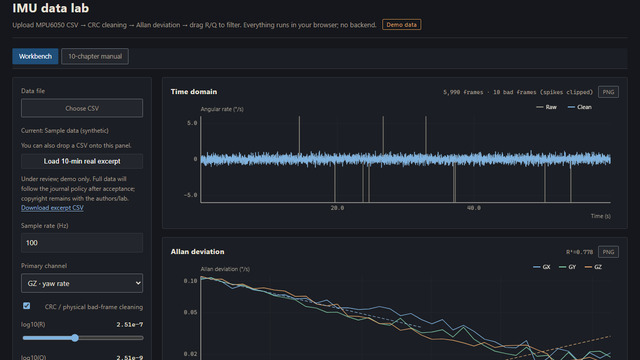 IMU data lab
Upload MPU6050 CSV → CRC cleaning → Allan deviation → drag R/Q to filter. Everything runs in your browser; no backend.
Demo data
Workbench
10-chapter manual
Data file
Choose CSV
Current: Sample data (synthetic)
You can also drop a CSV onto this panel.
Load 10-min real excerpt
Under review; demo only. Full data will
follow the journal policy after acceptance;
copyright remains with the authors/lab.
Download excerpt CSV
Sample rate (Hz)
100
Primary channel
GZ · yaw rate
CRC / physical bad-frame cleaning
log10(R) 2.51e-7
log10(Q) 2.51e-9
Time domain
5,990 frames · 10 bad frames (spikes clipped)
PNG
Angular rate (°/s)
Raw
Clean
5.0
0
-5.0
20.0
40.0
Time (s)
Allan deviation
R²=0.778
PNG
Allan deviation (°/s)
GX
GY
GZ
0.10
0.05
0.02